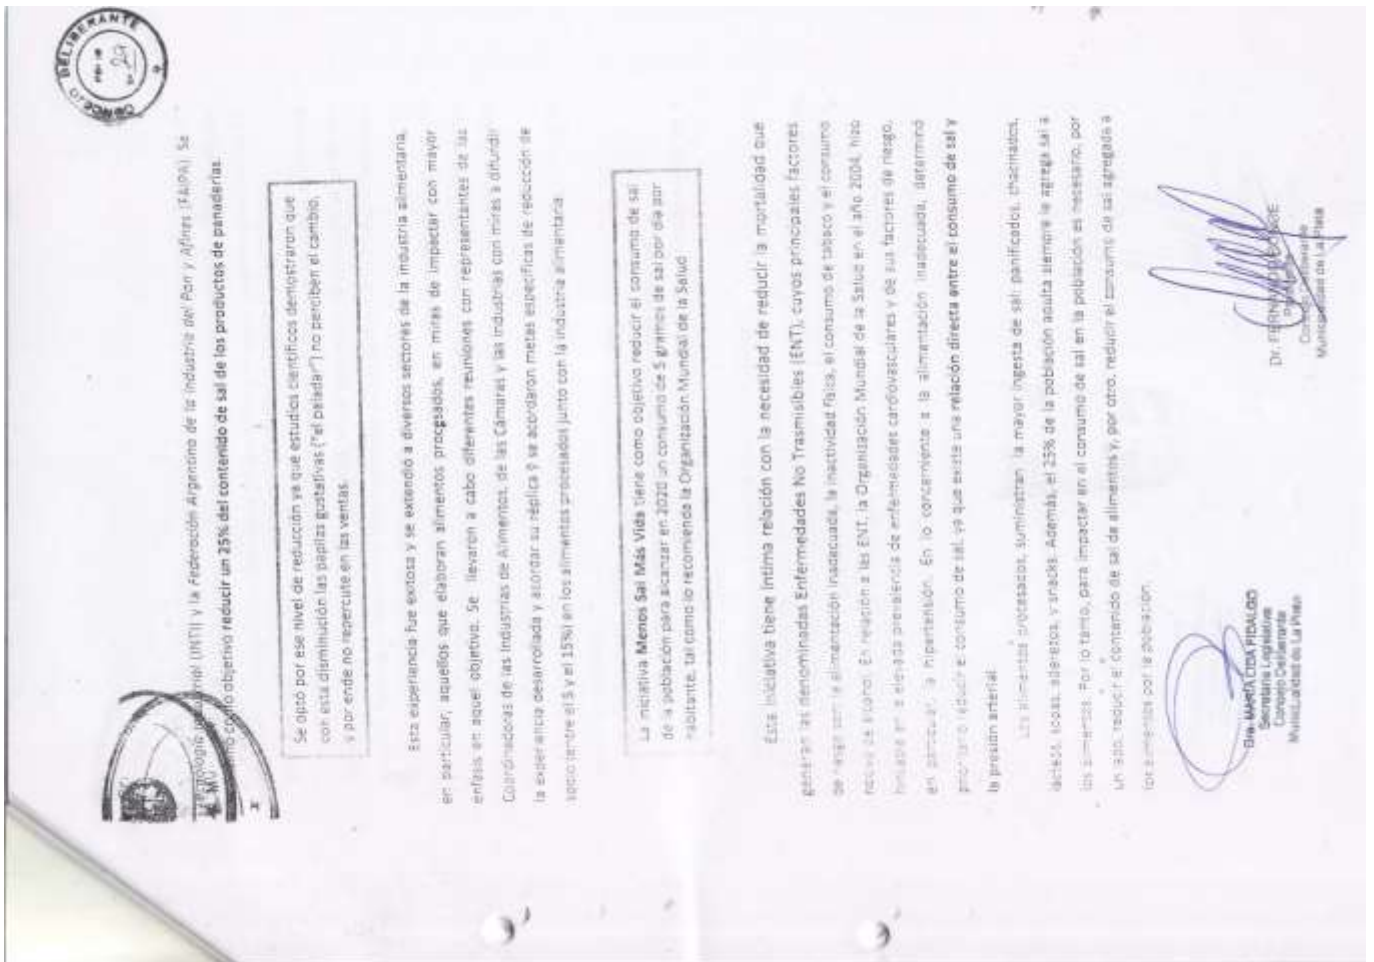 CONCEJO DELIBERANTE
FOLIO
Nº 29
(INTI) y la Federación Argentina de la Industria del Pan y Afines (FAIPA) Se
como objetivo reducir un 25% del contenido de sal de los productos de panaderías.
Se optó por ese nivel de reducción ya que estudios científicos demostraron que
con esta disminución las papilas gustativas ("el paladar") no perciben el cambio,
y por ende no repercute en las ventas.
Esta experiencia fue exitosa y se extendió a diversos sectores de la industria alimentaria,
en particular, aquellos que elaboran alimentos procesados, en miras de impactar con mayor
énfasis en aquel objetivo. Se llevaron a cabo diferentes reuniones con representantes de las
Coordinadoras de las Industrias de Alimentos, de las Cámaras y las industrias con miras a difundir
la experiencia desarrollada y acordar su réplica y se acordaron metas específicas de reducción de
sodio (entre el 5 y el 15%) en los alimentos procesados junto con la industria alimentaria.
La iniciativa Menos Sal Más Vida tiene como objetivo reducir el consumo de sal
de la población para alcanzar en 2020 un consumo de 5 gramos de sal por día por
habitante, tal como lo recomienda la Organización Mundial de la Salud
Esta iniciativa tiene íntima relación con la necesidad de reducir la mortalidad que
generan las denominadas Enfermedades No Trasmisibles (ENT), cuyos principales factores
de riesgo son: la alimentación inadecuada, la inactividad física, el consumo de tabaco y el consumo
nocivo de alcohol. En relación a las ENT, la Organización Mundial de la Salud en el año 2004, hizo
hincapié en la elevada prevalencia de enfermedades cardiovasculares y de sus factores de riesgo,
en particular, la hipertensión. En lo concerniente a la alimentación inadecuada, determinó
prioritario reducir el consumo de sal, ya que existe una relación directa entre el consumo de sal y
la presión arterial.
Los alimentos procesados, suministran la mayor ingesta de sal: panificados, chacinados,
lácteos, sopas, aderezos, y snacks. Además, el 25% de la población adulta siempre le agrega sal a
los alimentos. Por lo tanto, para impactar en el consumo de sal en la población es necesario, por
un lado, reducir el contenido de sal de alimentos y, por otro, reducir el consumo de sal agregada a
los alimentos por la población.
Dra MARÍA FIDALGO
Secretaria Legislativa
Concejo Deliberante
Municipalidad de La Plata
Dr. FERNANDO
Concejo Deliberante
Municipalidad de La Plata